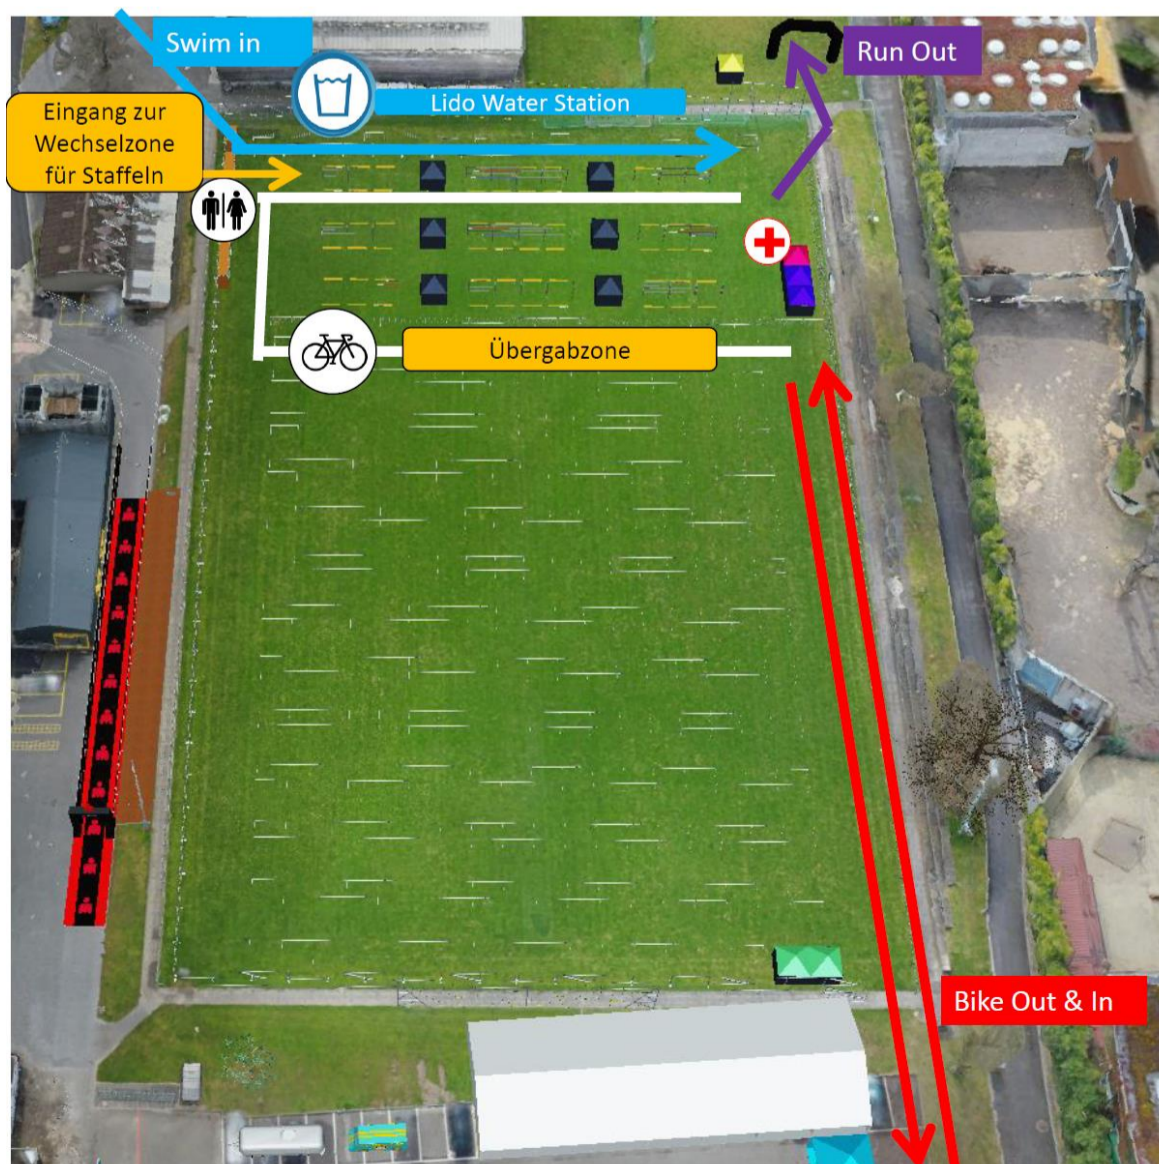 Swim in
Run Out
Lido Water Station
Eingang zur
Wechselzone
für Staffeln
Übergabzone
Bike Out & In